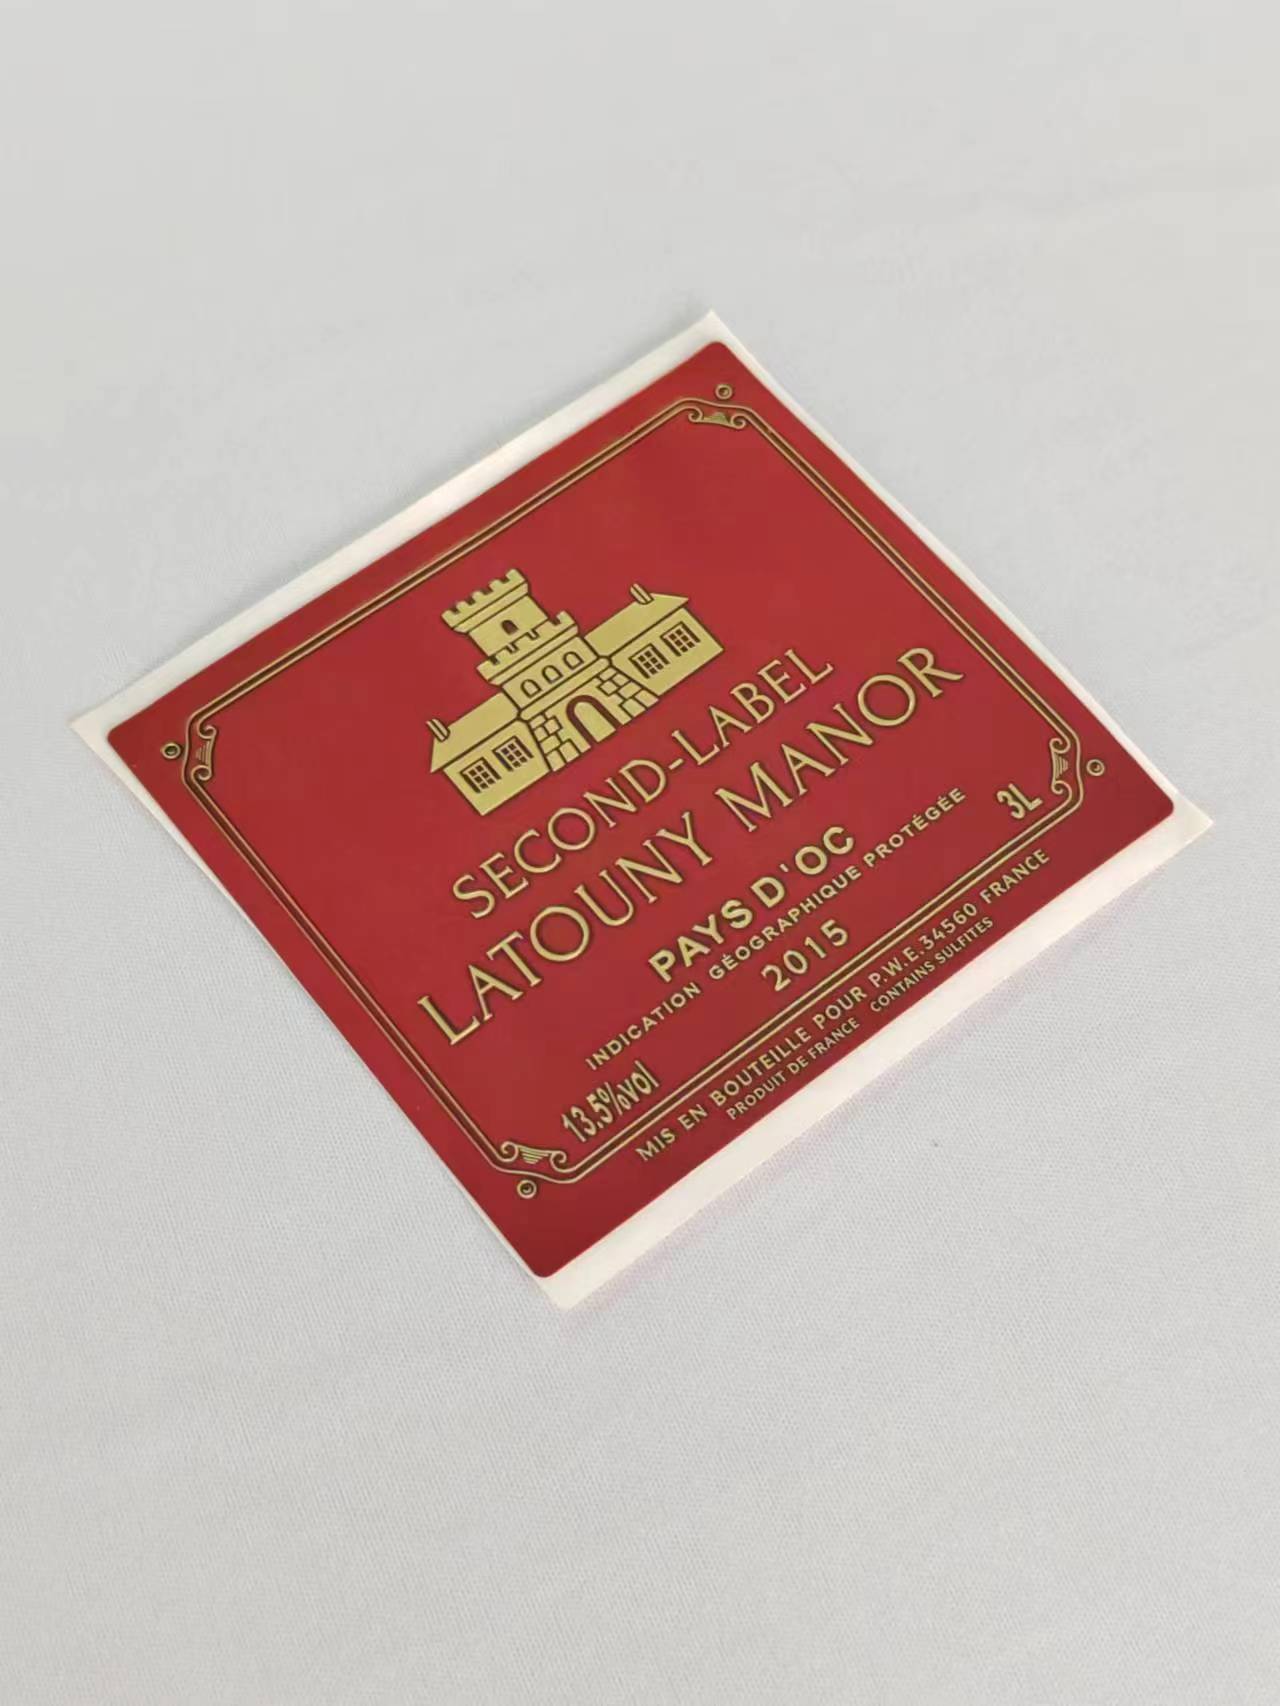 SECOND-LABEL
LATOUNY MANOR
PAYS D'OC
INDICATION GÉOGRAPHIQUE PROTÉGÉE
2015
13.5%vol
3L
MIS EN BOUTEILLE POUR P.W.E.34560 FRANCE
PRODUIT DE FRANCE CONTAINS SULFITES